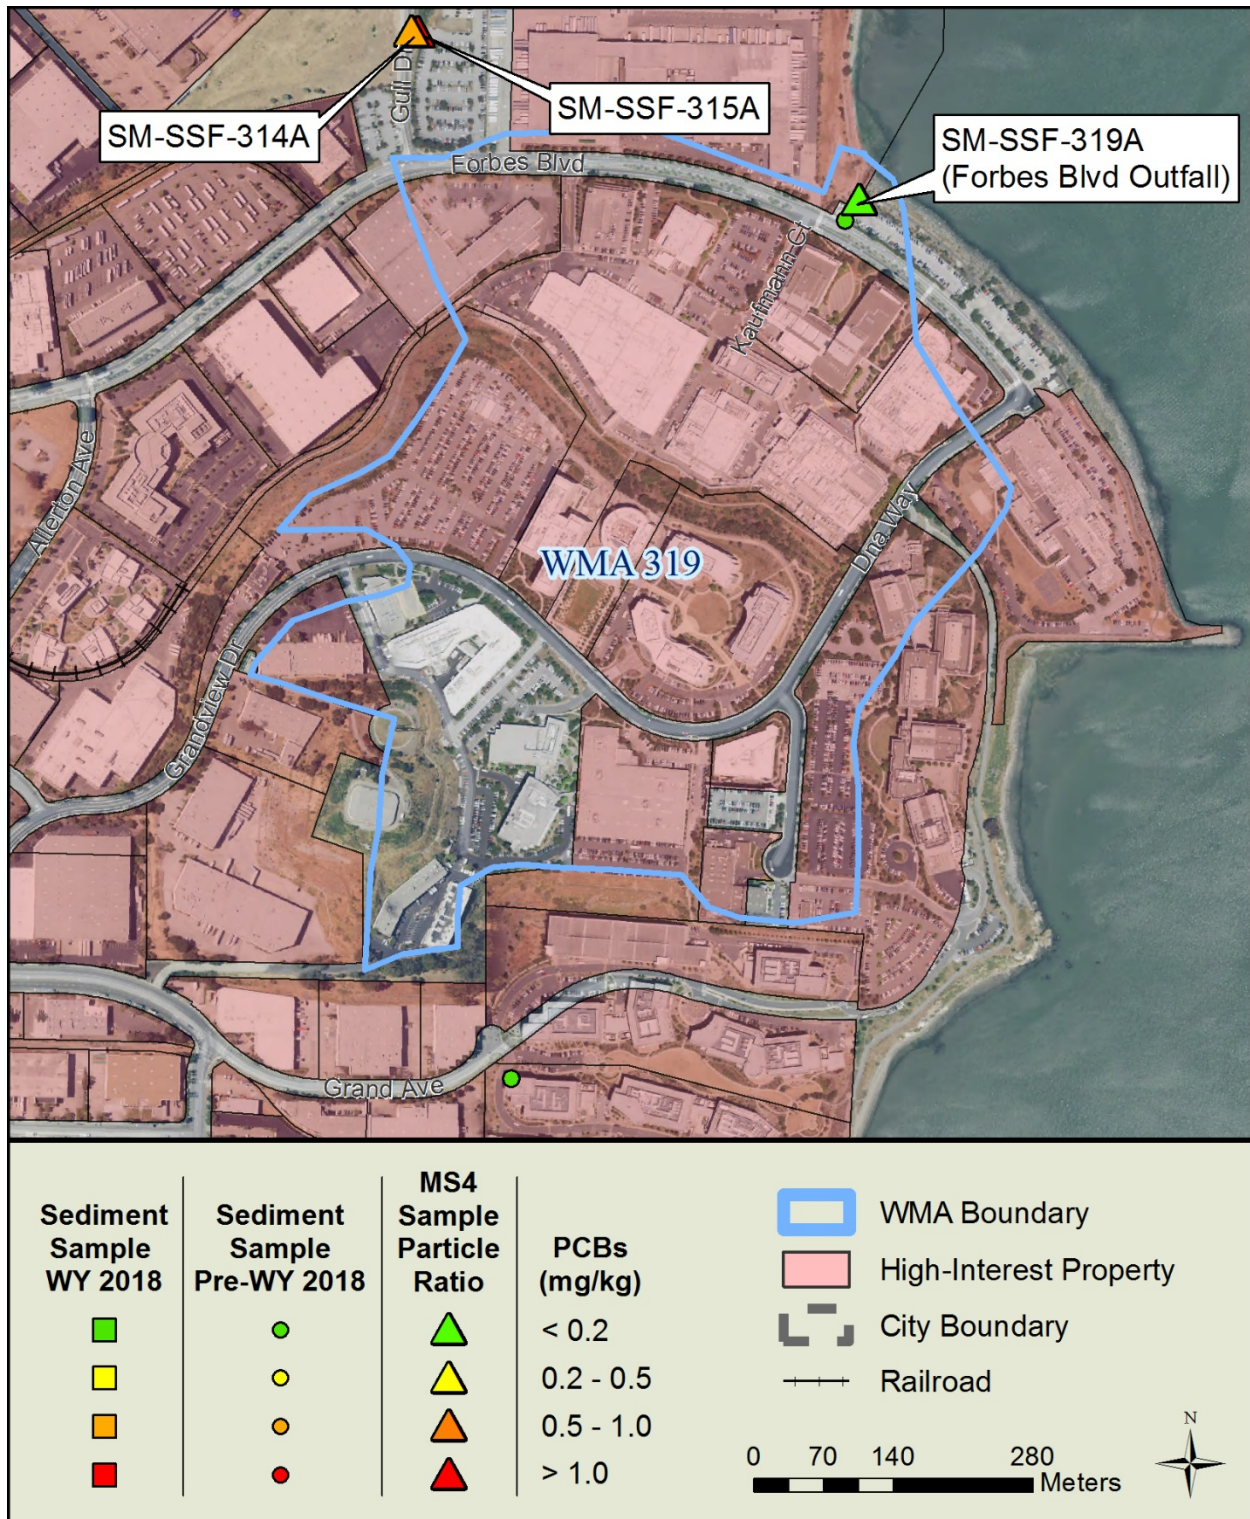 SM-SSF-314A
SM-SSF-315A
SM-SSF-319A
(Forbes Blvd Outfall)
Gull Dr
Forbes Blvd
Kaufmann Ct
Allerton Ave
Dna Way
WMA 319
Grandview Dr
Grand Ave
Sediment
Sample
WY 2018
Sediment
Sample
Pre-WY 2018
MS4
Sample
Particle
Ratio
PCBs
(mg/kg)
< 0.2
0.2 - 0.5
0.5 - 1.0
> 1.0
WMA Boundary
High-Interest Property
City Boundary
Railroad
0 70 140 280
Meters
N